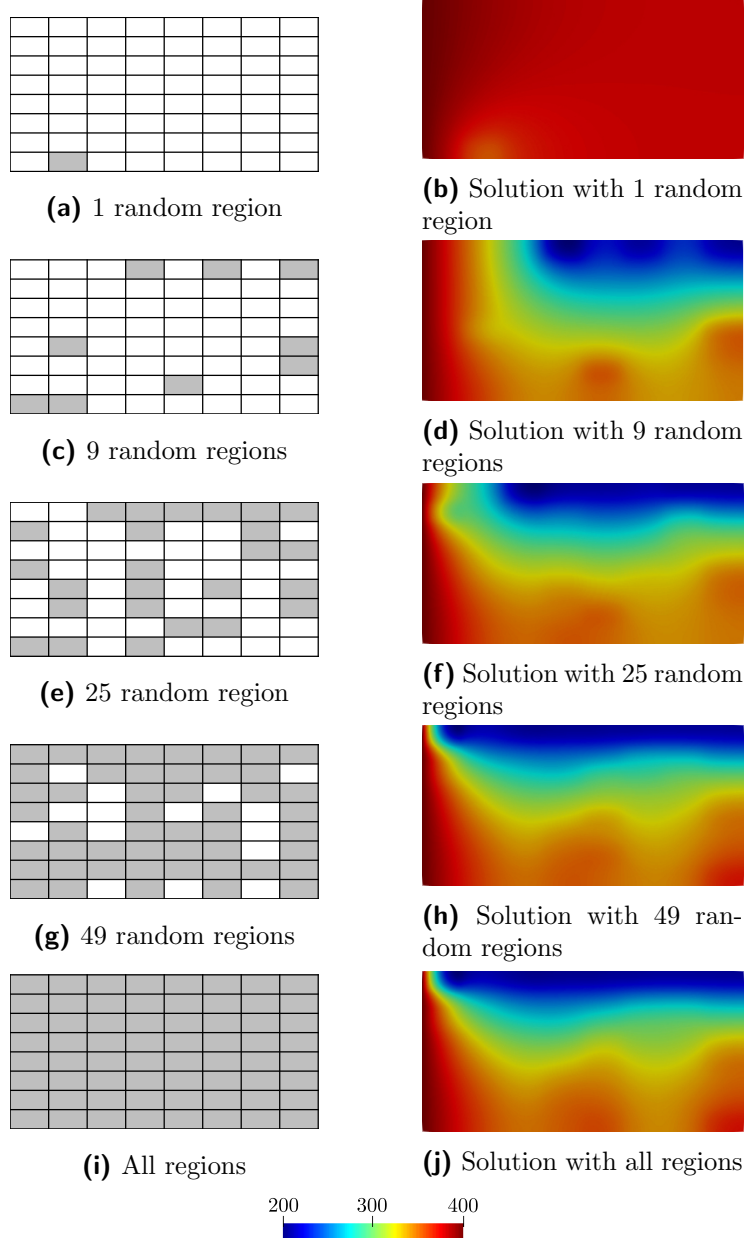 (a) 1 random region
(b) Solution with 1 random
region
(c) 9 random regions
(d) Solution with 9 random
regions
(e) 25 random region
(f) Solution with 25 random
regions
(g) 49 random regions
(h) Solution with 49 ran-
dom regions
(i) All regions
(j) Solution with all regions
200 300 400